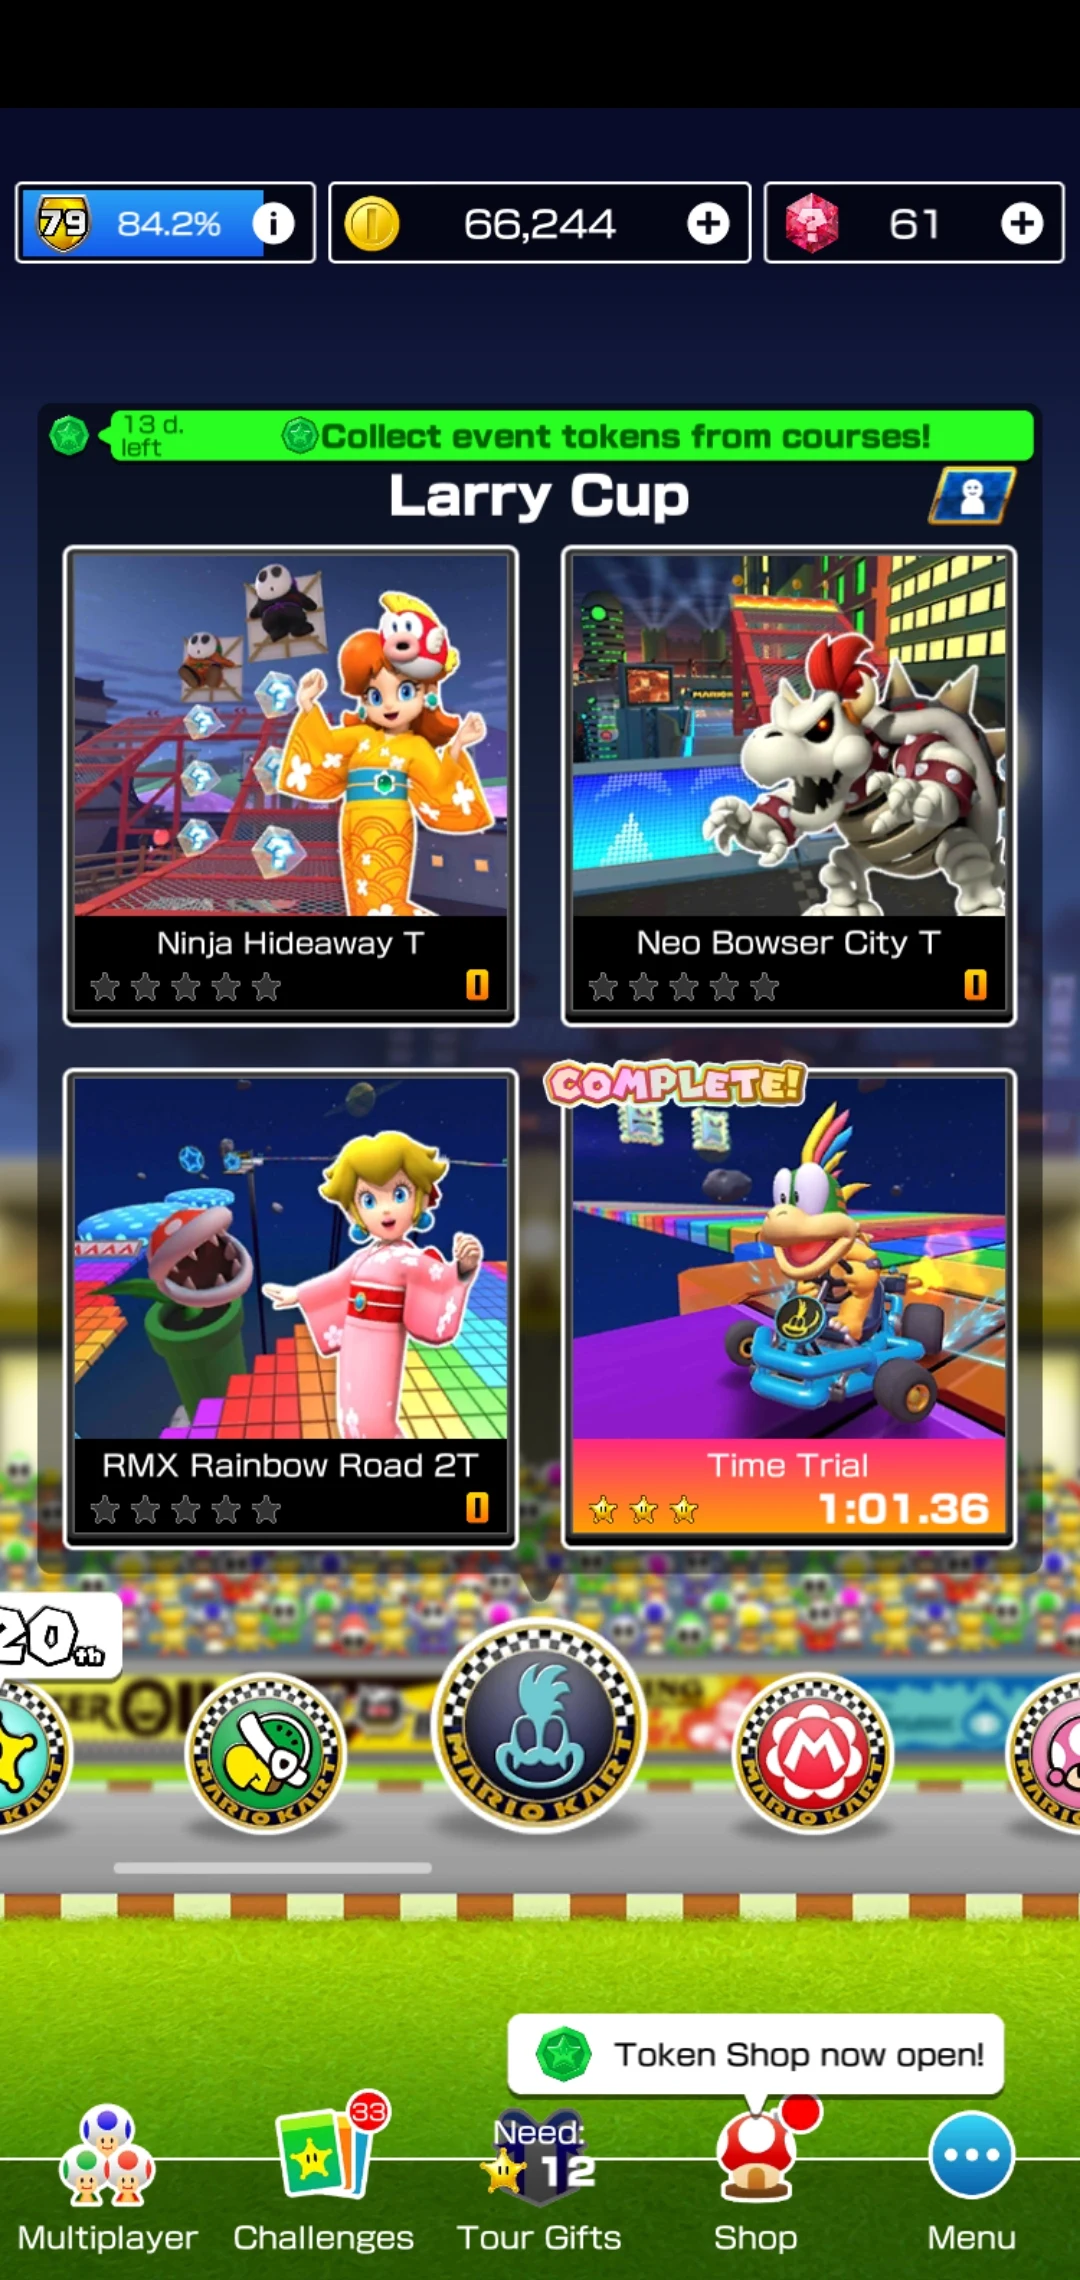 79 84.2% i 66,244 + 61 +
13 d. left
Collect event tokens from courses!
Larry Cup
Ninja Hideaway T
0
Neo Bowser City T
0
RMX Rainbow Road 2T
0
COMPLETE!
Time Trial
1:01.36
20th
MARIO KART
MARIO KART
MARIO KART
MARIO KART
Token Shop now open!
33
Need:
12
Multiplayer
Challenges
Tour Gifts
Shop
Menu